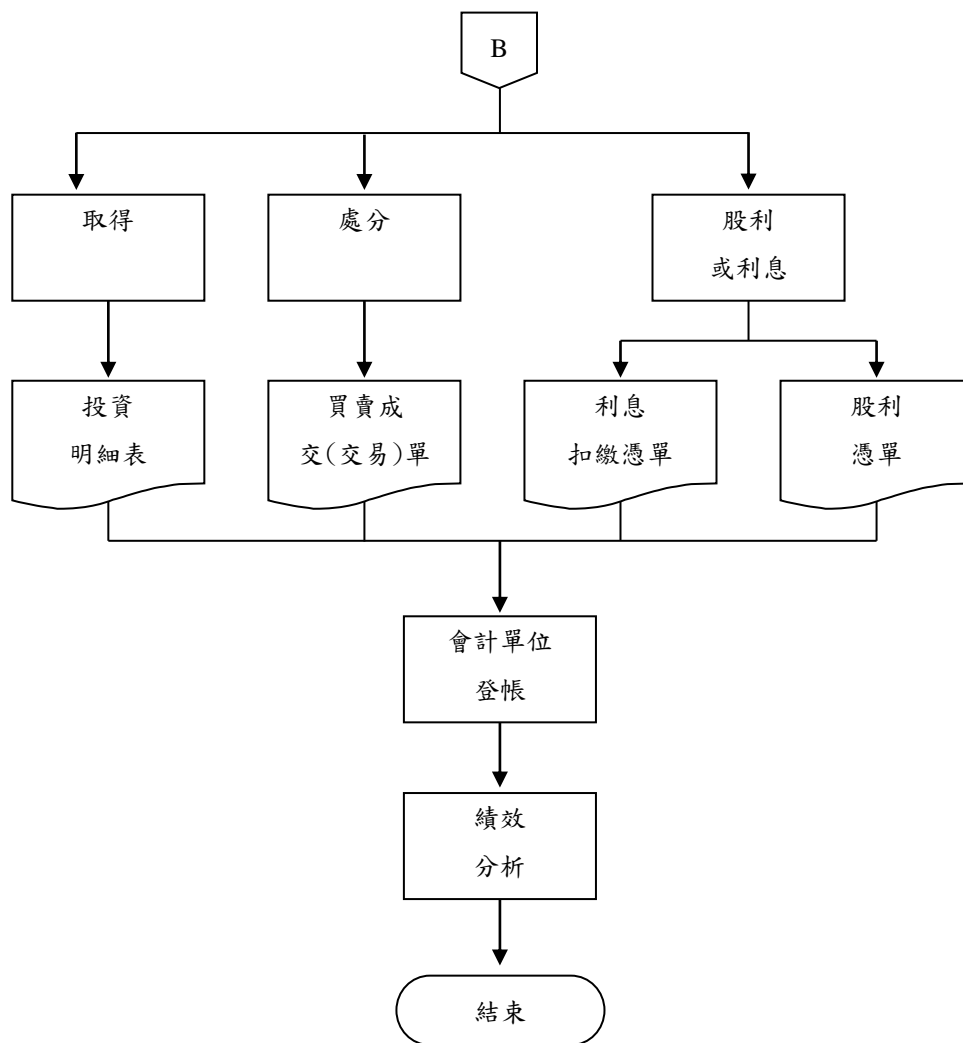 B
取得
處分
股利
或利息
投資
明細表
買賣成
交(交易)單
利息
扣繳憑單
股利
憑單
會計單位
登帳
績效
分析
結束